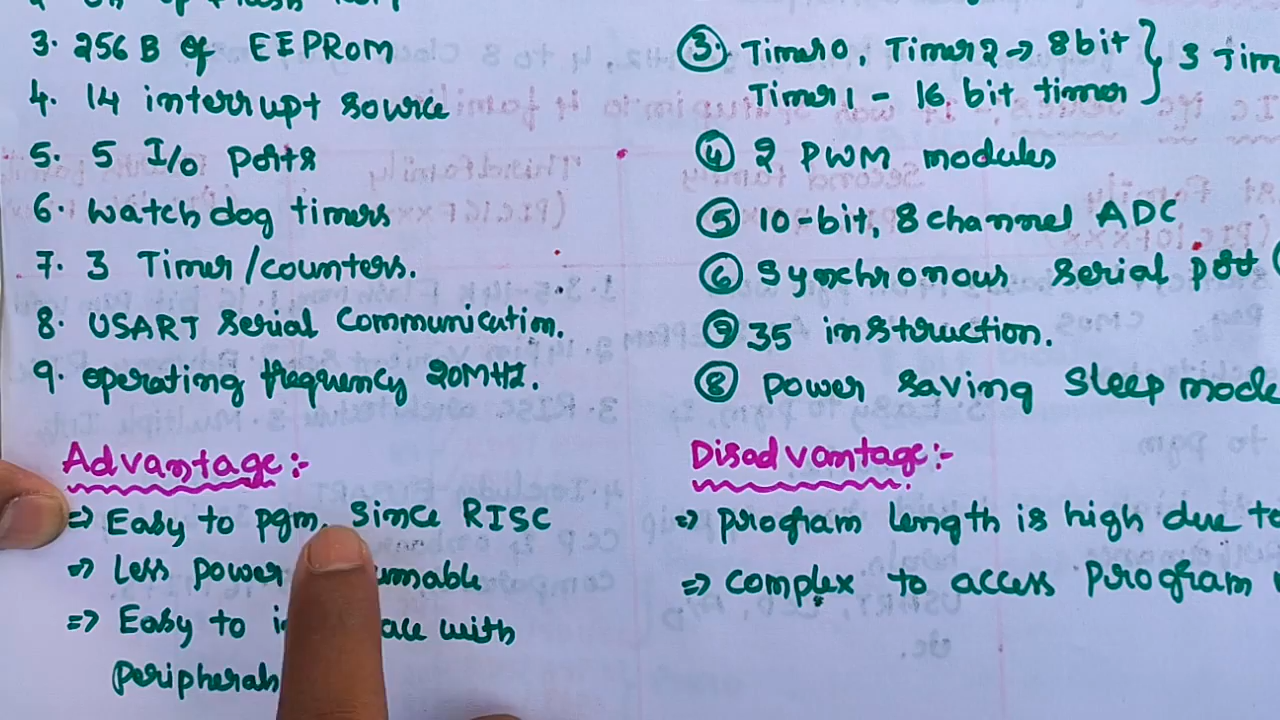 3. 256 B of EEPROM
4. 14 interrupt source
5. 5 I/o ports
6. watch dog timers
7. 3 Timer/counters.
8. USART serial Communication.
9. operating frequency 20MHz.
Advantage:-
⇒ Easy to pgm, since RISC
⇒ Less power
⇒ Easy to with
③. Timer0, Timer2 → 8bit } 3
Timer1 - 16 bit timer
④ 2 PWM modules
⑤ 10-bit, 8 channel ADC
⑥ Synchronous serial port
⑦ 35 instruction.
⑧ power saving sleep mode
Disadvantage:-
⇒ program length is high due to
⇒ complex to access program